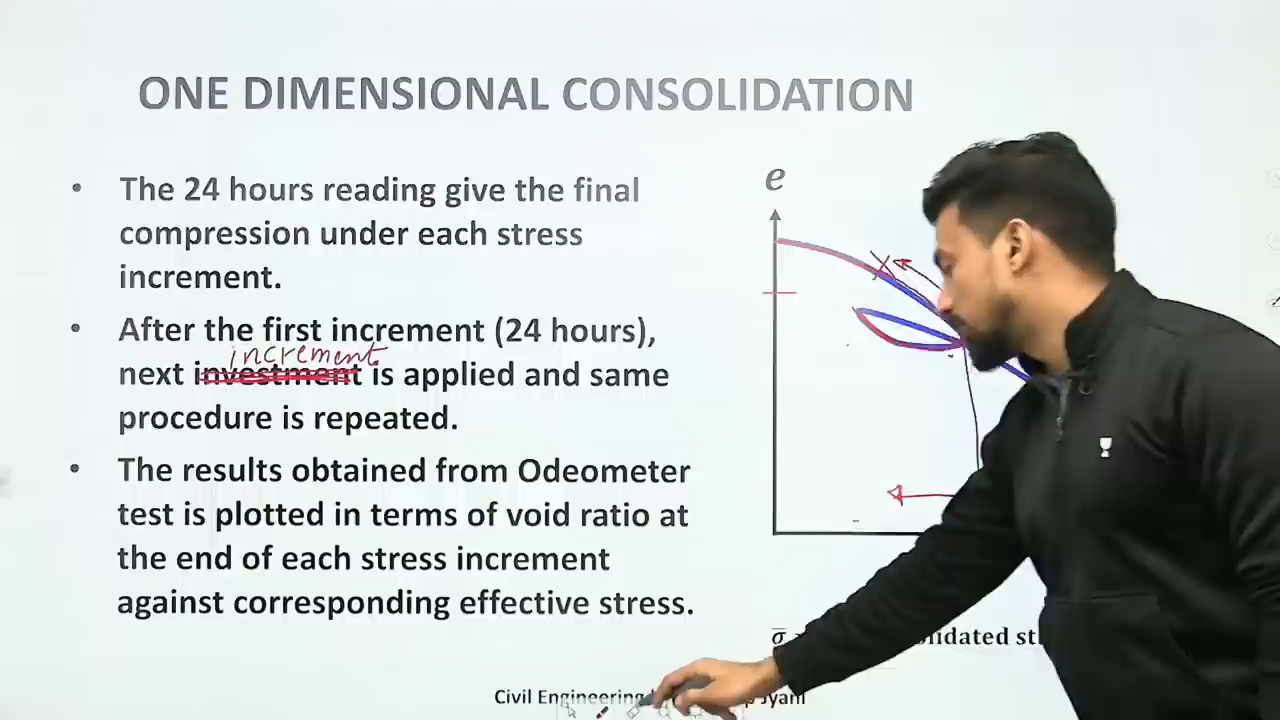 ONE DIMENSIONAL CONSOLIDATION
• The 24 hours reading give the final
compression under each stress
increment.
• After the first increment (24 hours),
increment
next investment is applied and same
procedure is repeated.
• The results obtained from Odeometer
test is plotted in terms of void ratio at
the end of each stress increment
against corresponding effective stress.
e
σ̅
Civil Engineering Jyani